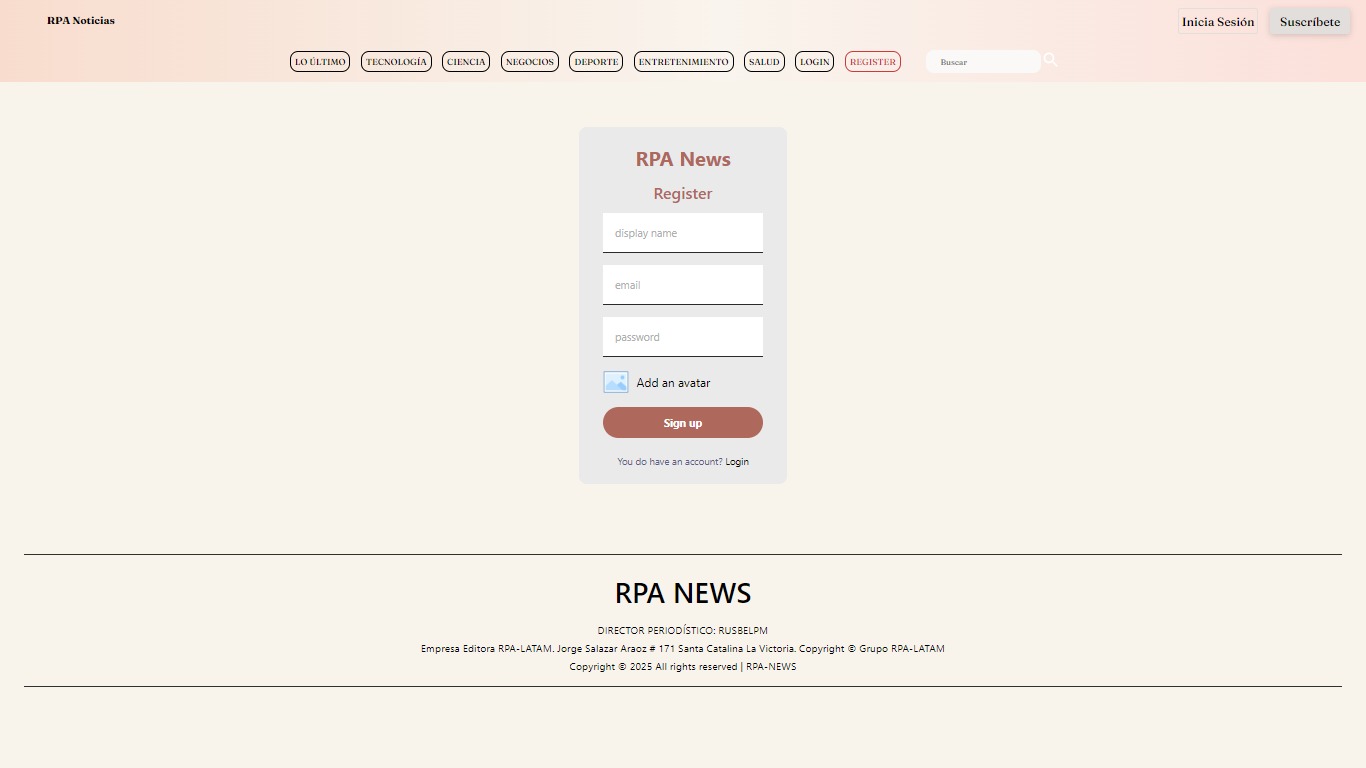 RPA Noticias
Inicia Sesión
Suscríbete
LO ÚLTIMO
TECNOLOGÍA
CIENCIA
NEGOCIOS
DEPORTE
ENTRETENIMIENTO
SALUD
LOGIN
REGISTER
Buscar
RPA News
Register
display name
email
password
Add an avatar
Sign up
You do have an account? Login
RPA NEWS
DIRECTOR PERIODÍSTICO: RUSBELPM
Empresa Editora RPA-LATAM. Jorge Salazar Araoz # 171 Santa Catalina La Victoria. Copyright © Grupo RPA-LATAM
Copyright © 2025 All rights reserved | RPA-NEWS